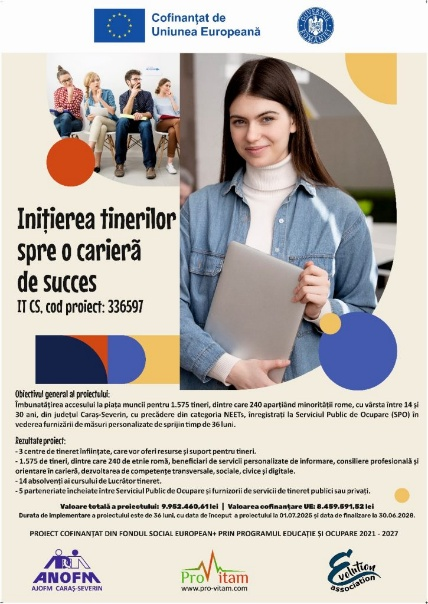 Cofinanțat de
Uniunea Europeană
GUVERNUL ROMÂNIEI
Inițierea tinerilor
spre o carieră
de succes
IT CS, cod proiect: 336597
Obiectivul general al proiectului:
Îmbunătățirea accesului la piața muncii pentru 1.575 tineri, dintre care 240 aparțiând minorității rome, cu vârsta între 14 și
30 ani, din județul Caraș-Severin, cu precădere din categoria NEETs, înregistrați la Serviciul Public de Ocupare (SPO) în
vederea furnizării de măsuri personalizate de sprijin timp de 36 luni.
Rezultate proiect:
- 3 centre de tineret înființate, care vor oferi resurse și suport pentru tineri.
- 1.575 de tineri, dintre care 240 de etnie romă, beneficiari de servicii personalizate de informare, consiliere profesională și
orientare în carieră, dezvoltarea de competențe transversale, sociale, civice și digitale.
- 14 absolvenți ai cursului de Lucrător tineret.
- 5 parteneriate încheiate între Serviciul Public de Ocupare și furnizorii de servicii de tineret publici sau privați.
Valoare totală a proiectului: 9.952.460,61 lei | Valoarea cofinanțare UE: 8.459.591,52 lei
Durata de implementare a proiectului este de 36 luni, cu data de început a proiectului la 01.07.2025 și data de finalizare la 30.06.2028.
PROIECT COFINANȚAT DIN FONDUL SOCIAL EUROPEAN+ PRIN PROGRAMUL EDUCAȚIE ȘI OCUPARE 2021 - 2027
ANOFM
AJOFM CARAȘ-SEVERIN
Pro Vitam
www.pro-vitam.com
Evolution
association